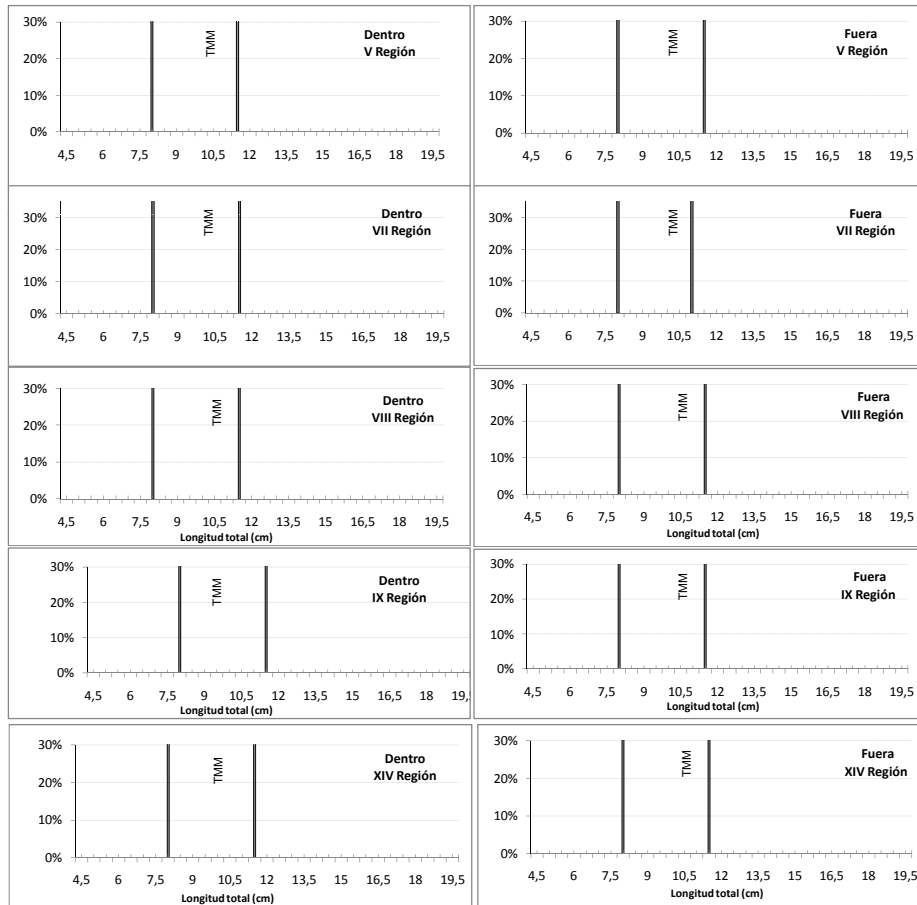 30%
20%
10%
0%
TMM
Dentro
V Región
4,5 6 7,5 9 10,5 12 13,5 15 16,5 18 19,5
30%
20%
10%
0%
TMM
Fuera
V Región
4,5 6 7,5 9 10,5 12 13,5 15 16,5 18 19,5
30%
20%
10%
0%
TMM
Dentro
VII Región
4,5 6 7,5 9 10,5 12 13,5 15 16,5 18 19,5
30%
20%
10%
0%
TMM
Fuera
VII Región
4,5 6 7,5 9 10,5 12 13,5 15 16,5 18 19,5
30%
20%
10%
0%
TMM
Dentro
VIII Región
4,5 6 7,5 9 10,5 12 13,5 15 16,5 18 19,5
Longitud total (cm)
30%
20%
10%
0%
TMM
Fuera
VIII Región
4,5 6 7,5 9 10,5 12 13,5 15 16,5 18 19,5
30%
20%
10%
0%
TMM
Dentro
IX Región
4,5 6 7,5 9 10,5 12 13,5 15 16,5 18 19,5
Longitud total (cm)
30%
20%
10%
0%
TMM
Fuera
IX Región
4,5 6 7,5 9 10,5 12 13,5 15 16,5 18 19,5
Longitud total (cm)
30%
20%
10%
0%
TMM
Dentro
XIV Región
4,5 6 7,5 9 10,5 12 13,5 15 16,5 18 19,5
Longitud total (cm)
30%
20%
10%
0%
TMM
Fuera
XIV Región
4,5 6 7,5 9 10,5 12 13,5 15 16,5 18 19,5
Longitud total (cm)